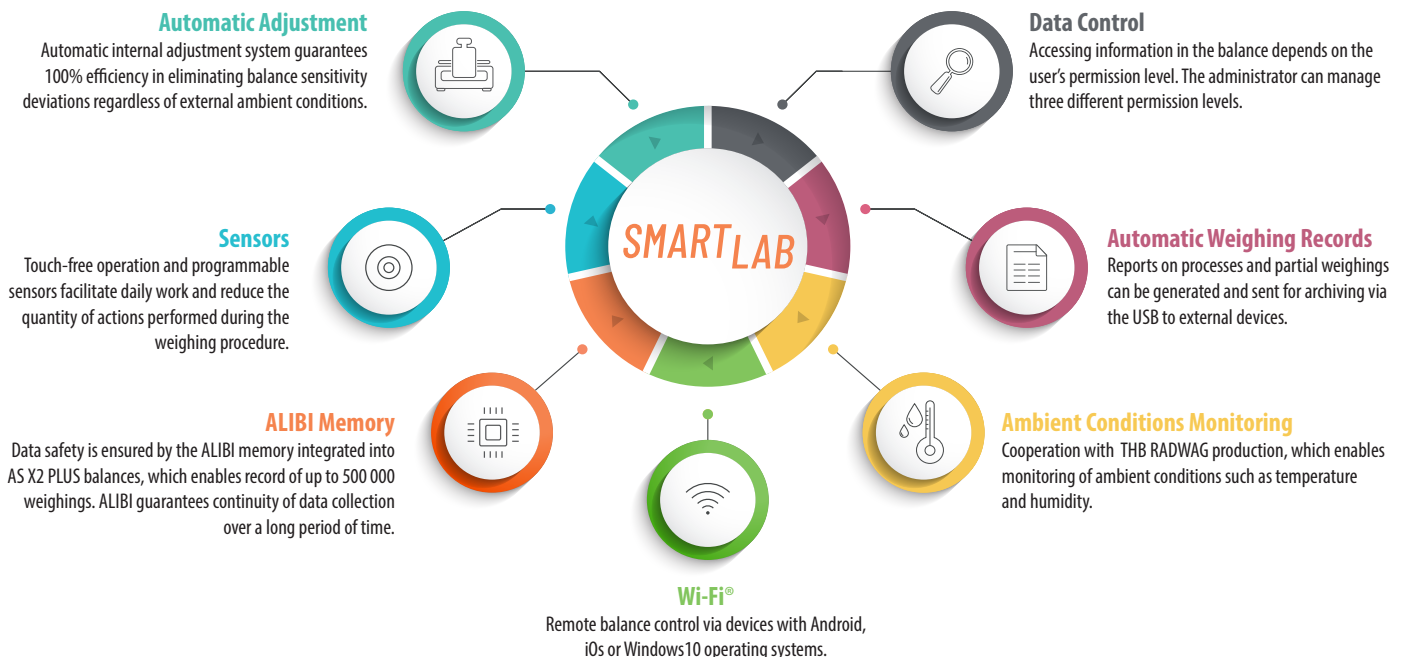 Automatic Adjustment
Automatic internal adjustment system guarantees
100% efficiency in eliminating balance sensitivity
deviations regardless of external ambient conditions.
Data Control
Accessing information in the balance depends on the
user's permission level. The administrator can manage
three different permission levels.
SMARTLAB
Sensors
Touch-free operation and programmable
sensors facilitate daily work and reduce the
quantity of actions performed during the
weighing procedure.
Automatic Weighing Records
Reports on processes and partial weighings
can be generated and sent for archiving via
the USB to external devices.
ALIBI Memory
Data safety is ensured by the ALIBI memory integrated into
AS X2 PLUS balances, which enables record of up to 500 000
weighings. ALIBI guarantees continuity of data collection
over a long period of time.
Ambient Conditions Monitoring
Cooperation with THB RADWAG production, which enables
monitoring of ambient conditions such as temperature
and humidity.
Wi-Fi®
Remote balance control via devices with Android,
iOs or Windows10 operating systems.